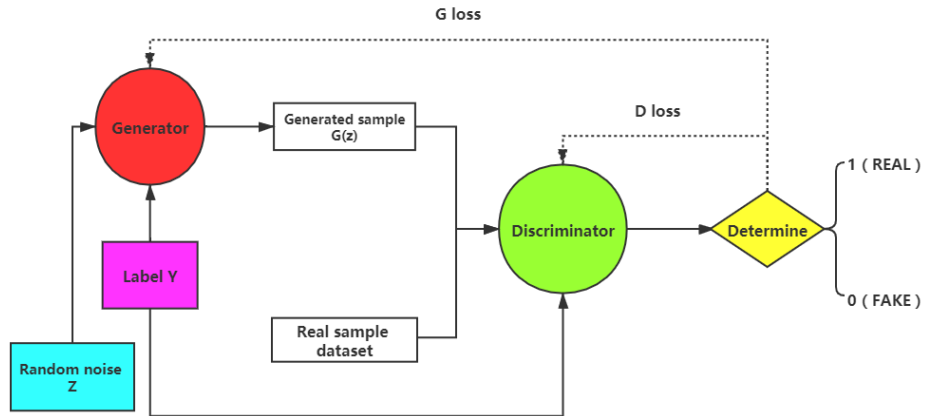 G loss
Generator
Generated sample
G(z)
D loss
1 ( REAL )
Discriminator
Determine
Label Y
0 ( FAKE )
Real sample
dataset
Random noise
Z